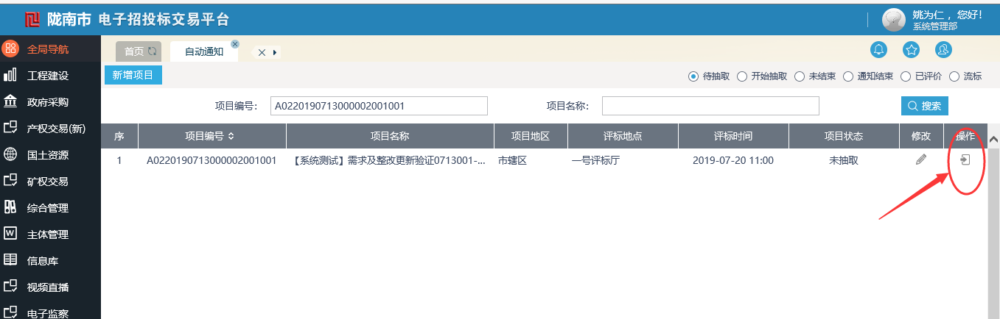 陇南市 电子招投标交易平台
姚为仁，您好!
系统管理部
全局导航
首页
自动通知
工程建设
新增项目
待抽取
开始抽取
未结束
通知结束
已评价
流标
政府采购
项目编号：
A0220190713000002001001
项目名称：
搜索
产权交易(新)
序
项目编号
项目名称
项目地区
评标地点
评标时间
项目状态
修改
操作
国土资源
1
A0220190713000002001001
【系统测试】需求及整改更新验证0713001-...
市辖区
一号评标厅
2019-07-20 11:00
未抽取
矿权交易
综合管理
主体管理
信息库
视频直播
电子监察